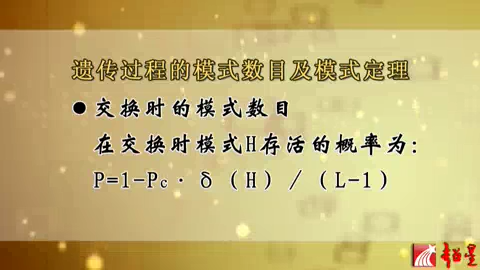 遗传过程的模式数目及模式定理
● 交换时的模式数目
在交换时模式H存活的概率为:
P=1-Pc·δ(H)/(L-1)
超星